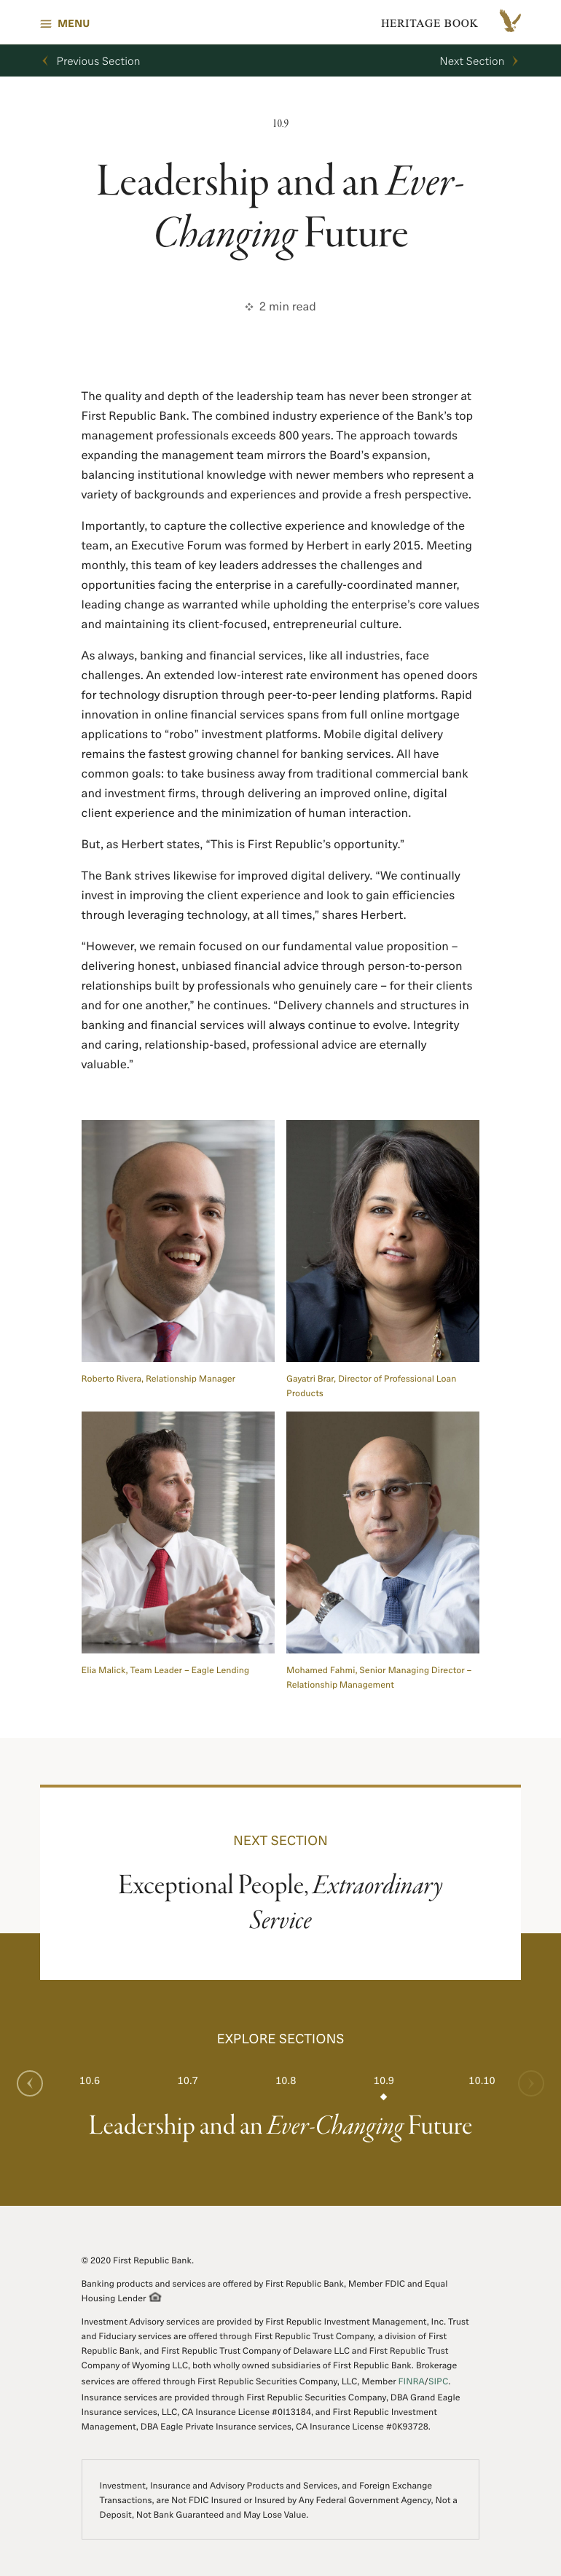 MENU
HERITAGE BOOK
Previous Section
Next Section
10.9
Leadership and an Ever-
Changing Future
2 min read
The quality and depth of the leadership team has never been stronger at
First Republic Bank. The combined industry experience of the Bank's top
management professionals exceeds 800 years. The approach towards
expanding the management team mirrors the Board's expansion,
balancing institutional knowledge with newer members who represent a
variety of backgrounds and experiences and provide a fresh perspective.
Importantly, to capture the collective experience and knowledge of the
team, an Executive Forum was formed by Herbert in early 2015. Meeting
monthly, this team of key leaders addresses the challenges and
opportunities facing the enterprise in a carefully-coordinated manner,
leading change as warranted while upholding the enterprise's core values
and maintaining its client-focused, entrepreneurial culture.
As always, banking and financial services, like all industries, face
challenges. An extended low-interest rate environment has opened doors
for technology disruption through peer-to-peer lending platforms. Rapid
innovation in online financial services spans from full online mortgage
applications to “robo” investment platforms. Mobile digital delivery
remains the fastest growing channel for banking services. All have
common goals: to take business away from traditional commercial bank
and investment firms, through delivering an improved online, digital
client experience and the minimization of human interaction.
But, as Herbert states, “This is First Republic's opportunity.”
The Bank strives likewise for improved digital delivery. “We continually
invest in improving the client experience and look to gain efficiencies
through leveraging technology, at all times,” shares Herbert.
“However, we remain focused on our fundamental value proposition –
delivering honest, unbiased financial advice through person-to-person
relationships built by professionals who genuinely care – for their clients
and for one another,” he continues. “Delivery channels and structures in
banking and financial services will always continue to evolve. Integrity
and caring, relationship-based, professional advice are eternally
valuable.”
Roberto Rivera, Relationship Manager
Gayatri Brar, Director of Professional Loan
Products
Elia Malick, Team Leader – Eagle Lending
Mohamed Fahmi, Senior Managing Director –
Relationship Management
NEXT SECTION
Exceptional People, Extraordinary
Service
EXPLORE SECTIONS
10.6 10.7 10.8 10.9 10.10
Leadership and an Ever-Changing Future
© 2020 First Republic Bank.
Banking products and services are offered by First Republic Bank, Member FDIC and Equal
Housing Lender
Investment Advisory services are provided by First Republic Investment Management, Inc. Trust
and Fiduciary services are offered through First Republic Trust Company, a division of First
Republic Bank, and First Republic Trust Company of Delaware LLC and First Republic Trust
Company of Wyoming LLC, both wholly owned subsidiaries of First Republic Bank. Brokerage
services are offered through First Republic Securities Company, LLC, Member FINRA/SIPC.
Insurance services are provided through First Republic Securities Company, DBA Grand Eagle
Insurance services, LLC, CA Insurance License #0I13184, and First Republic Investment
Management, DBA Eagle Private Insurance services, CA Insurance License #0K93728.
Investment, Insurance and Advisory Products and Services, and Foreign Exchange
Transactions, are Not FDIC Insured or Insured by Any Federal Government Agency, Not a
Deposit, Not Bank Guaranteed and May Lose Value.